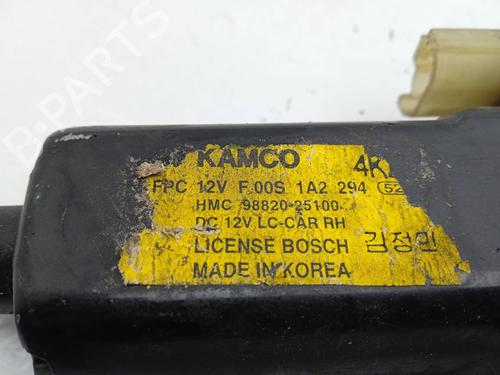 KAMCO 4K
FPC 12V F.00S 1A2 294 52
HMC 98820-25100
DC 12V LC-CAR RH
LICENSE BOSCH 김정민
MADE IN KOREA
B-PARTS